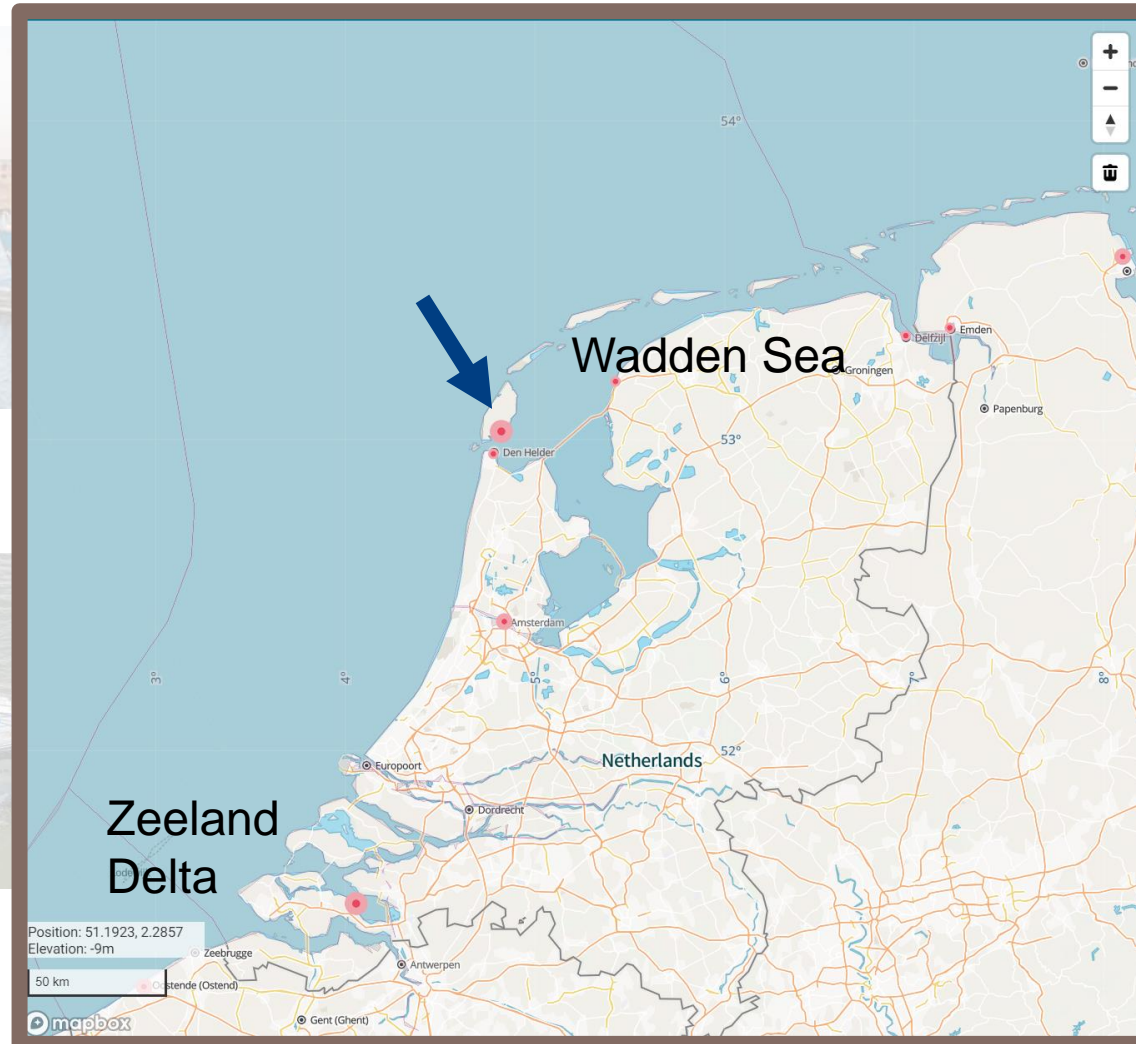 54°
Wadden Sea
Groningen
Delfzijl
Emden
Papenburg
53°
Den Helder
Amsterdam
3°
4°
5°
6°
7°
8°
52°
Netherlands
Europoort
Dordrecht
Zeeland
Delta
Position: 51.1923, 2.2857
Elevation: -9m
Zeebrugge
Antwerpen
50 km
Oostende (Ostend)
Gent (Ghent)
mapbox